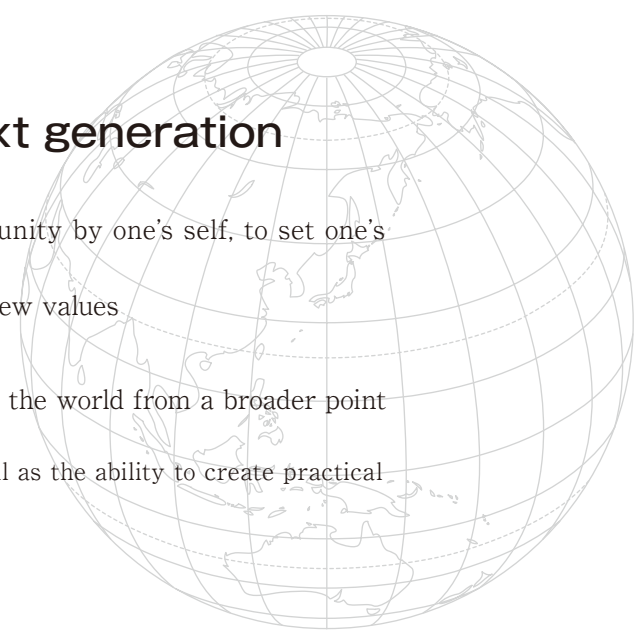 xt generation
unity by one's self, to set one's
ew values
the world from a broader point
l as the ability to create practical